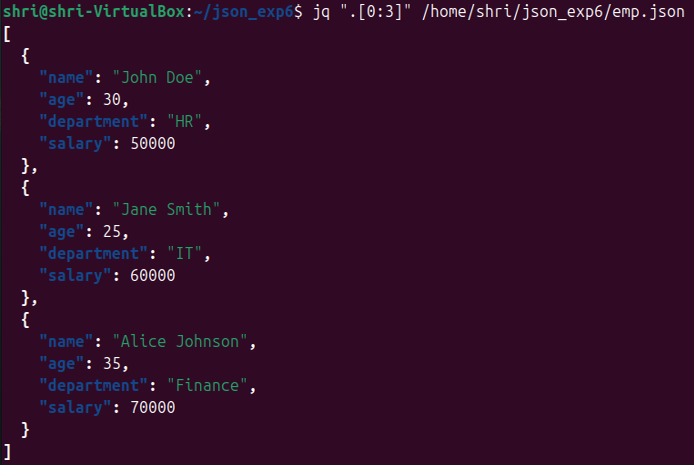 shri@shri-VirtualBox:~/json_exp6$ jq ".[0:3]" /home/shri/json_exp6/emp.json
[
  {
    "name": "John Doe",
    "age": 30,
    "department": "HR",
    "salary": 50000
  },
  {
    "name": "Jane Smith",
    "age": 25,
    "department": "IT",
    "salary": 60000
  },
  {
    "name": "Alice Johnson",
    "age": 35,
    "department": "Finance",
    "salary": 70000
  }
]